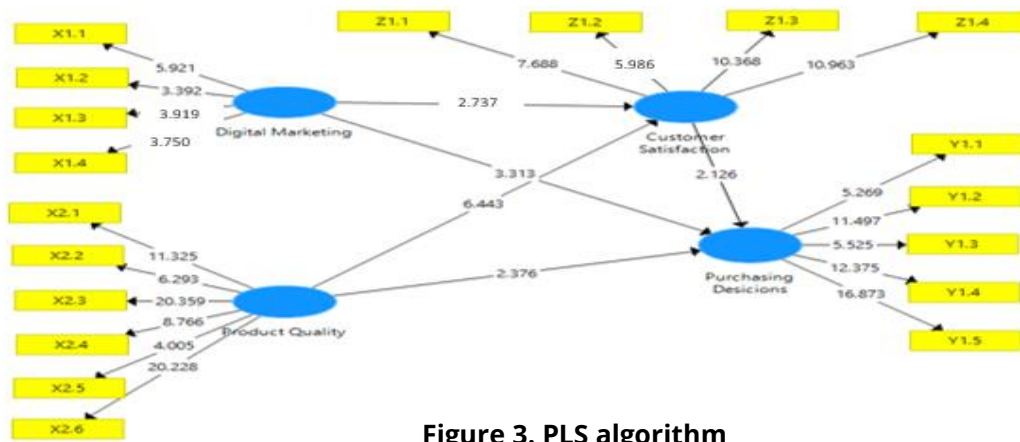 Z1.1
Z1.2
Z1.3
Z1.4
X1.1
X1.2
X1.3
X1.4
5.921
3.392
3.919
3.750
Digital Marketing
7.688
5.986
10.368
10.963
2.737
Customer
Satisfaction
3.313
6.443
2.126
2.376
X2.1
X2.2
X2.3
X2.4
X2.5
X2.6
11.325
6.293
20.359
8.766
4.005
20.228
Product Quality
Purchasing
Desicions
5.269
11.497
5.525
12.375
16.873
Y1.1
Y1.2
Y1.3
Y1.4
Y1.5
Figure 3. PLS algorithm